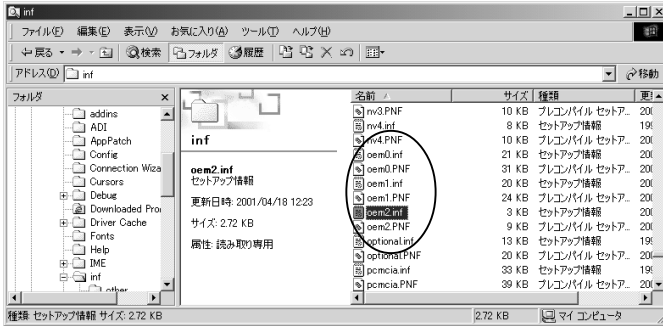 inf
ファイル(F) 編集(E) 表示(V) お気に入り(A) ツール(T) ヘルプ(H)
戻る 検索 フォルダ 履歴
アドレス(D) inf 移動
フォルダ
addins
ADI
AppPatch
Config
Connection Wiza
Cursors
Debug
Downloaded Pro
Driver Cache
Fonts
Help
IME
inf
other
inf
oem2.inf
セットアップ情報
更新日時: 2001/04/18 12:23
サイズ: 2.72 KB
属性: 読み取り専用
名前 サイズ 種類 更
nv3.PNF 10 KB プレコンパイル セットア... 200
nv4.inf 8 KB セットアップ情報 199
nv4.PNF 10 KB プレコンパイル セットア... 200
oem0.inf 21 KB セットアップ情報 200
oem0.PNF 31 KB プレコンパイル セットア... 200
oem1.inf 20 KB セットアップ情報 200
oem1.PNF 24 KB プレコンパイル セットア... 200
oem2.inf 3 KB セットアップ情報 200
oem2.PNF 9 KB プレコンパイル セットア... 200
optional.inf 13 KB セットアップ情報 199
optional.PNF 20 KB プレコンパイル セットア... 200
pcmcia.inf 33 KB セットアップ情報 199
pcmcia.PNF 39 KB プレコンパイル セットア... 200
種類: セットアップ情報 サイズ: 2.72 KB 2.72 KB マイ コンピュータ